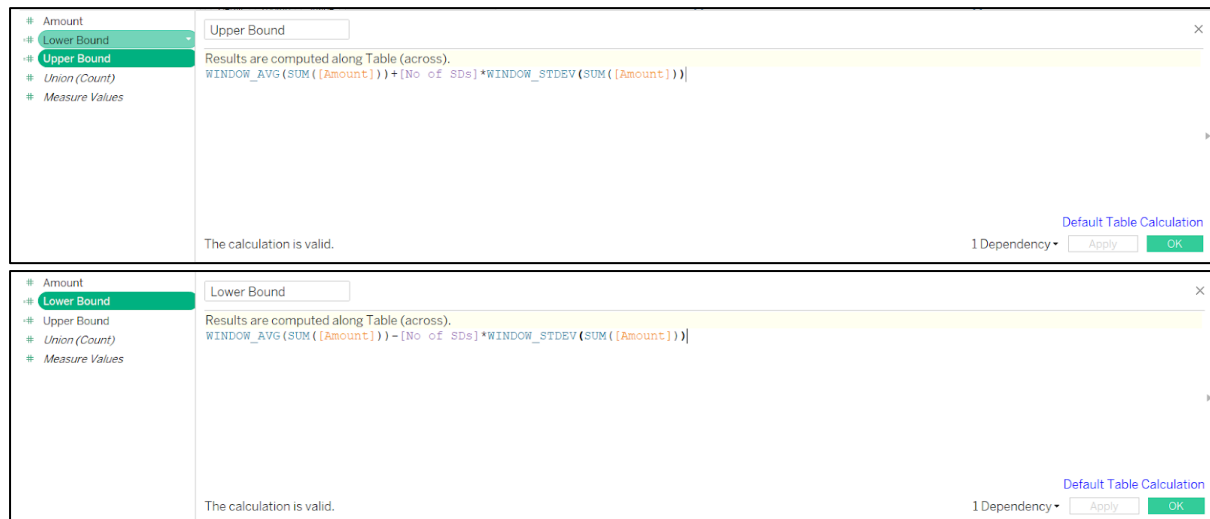 # Amount
=# Lower Bound
=# Upper Bound
# Union (Count)
# Measure Values
Upper Bound
Results are computed along Table (across).
WINDOW_AVG(SUM([Amount]))+[No of SDs]*WINDOW_STDEV(SUM([Amount]))
Default Table Calculation
The calculation is valid.
1 Dependency
Apply
OK
# Amount
=# Lower Bound
=# Upper Bound
# Union (Count)
# Measure Values
Lower Bound
Results are computed along Table (across).
WINDOW_AVG(SUM([Amount]))-[No of SDs]*WINDOW_STDEV(SUM([Amount]))
Default Table Calculation
The calculation is valid.
1 Dependency
Apply
OK